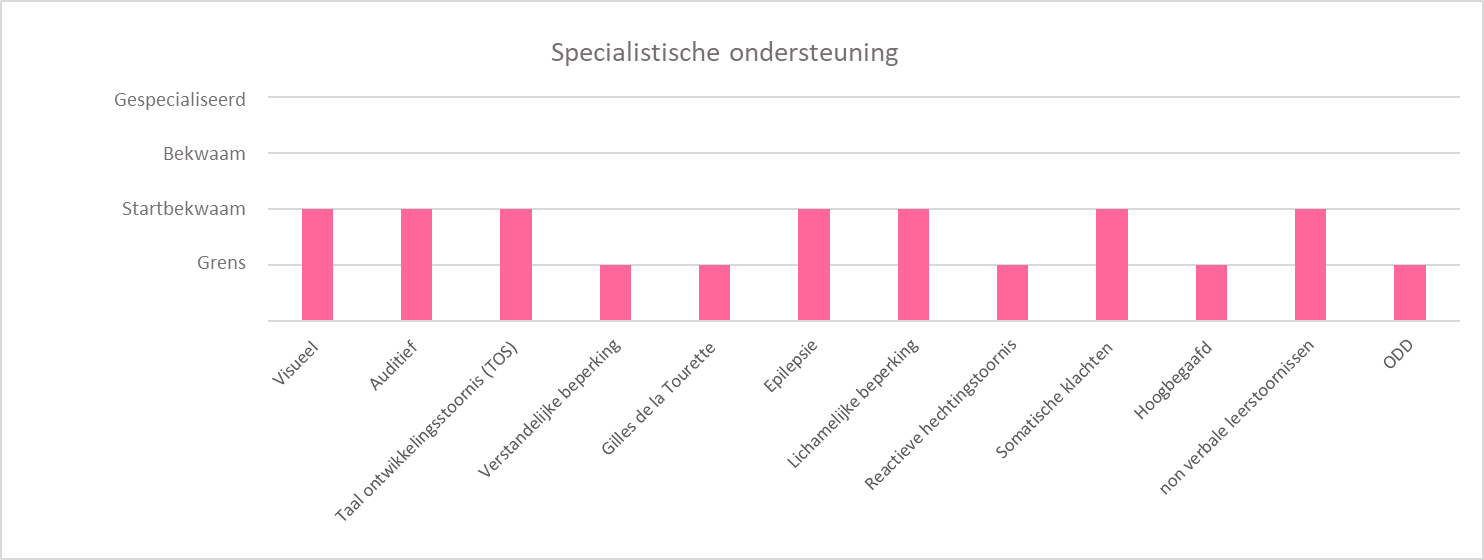 Specialistische ondersteuning
Gespecialiseerd
Bekwaam
Startbekwaam
Grens
Visueel
Auditief
Taal ontwikkelingsstoornis (TOS)
Verstandelijke beperking
Gilles de la Tourette
Epilepsie
Lichamelijke beperking
Reactieve hechtingstoornis
Somatische klachten
Hoogbegaafd
non verbale leerstoornissen
ODD